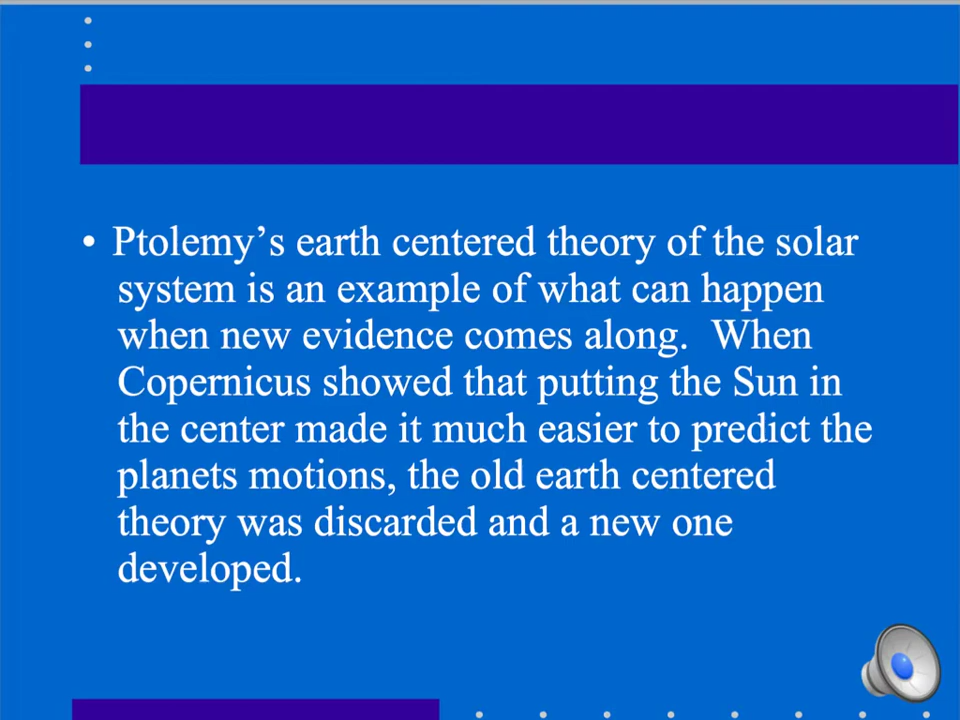 • Ptolemy’s earth centered theory of the solar
system is an example of what can happen
when new evidence comes along.  When
Copernicus showed that putting the Sun in
the center made it much easier to predict the
planets motions, the old earth centered
theory was discarded and a new one
developed.